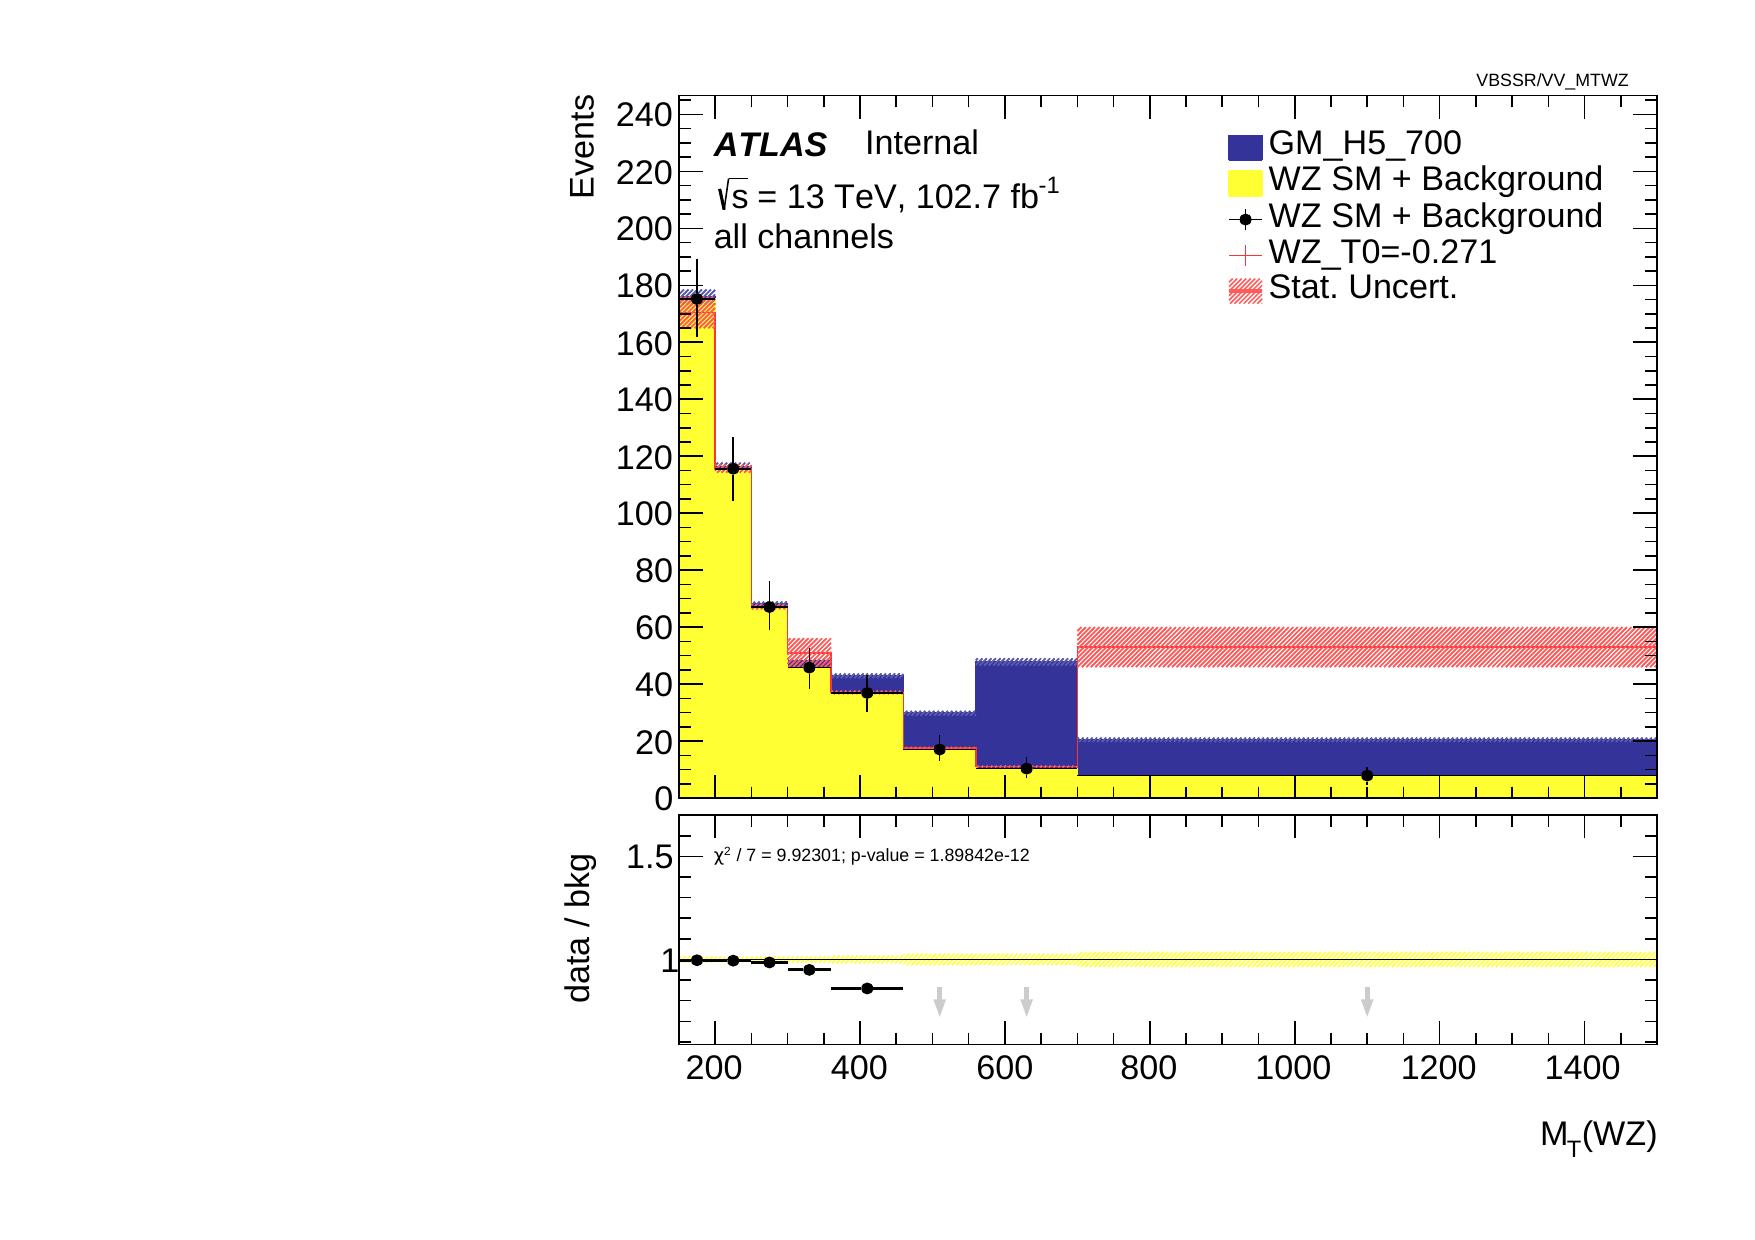 VBSSR/VV_MTWZ
Events
240
220
200
180
160
140
120
100
80
60
40
20
0
ATLAS Internal
√s = 13 TeV, 102.7 fb-1
all channels
GM_H5_700
WZ SM + Background
WZ SM + Background
WZ_T0=-0.271
Stat. Uncert.
data / bkg
1.5
1
χ² / 7 = 9.92301; p-value = 1.89842e-12
200 400 600 800 1000 1200 1400
MT(WZ)